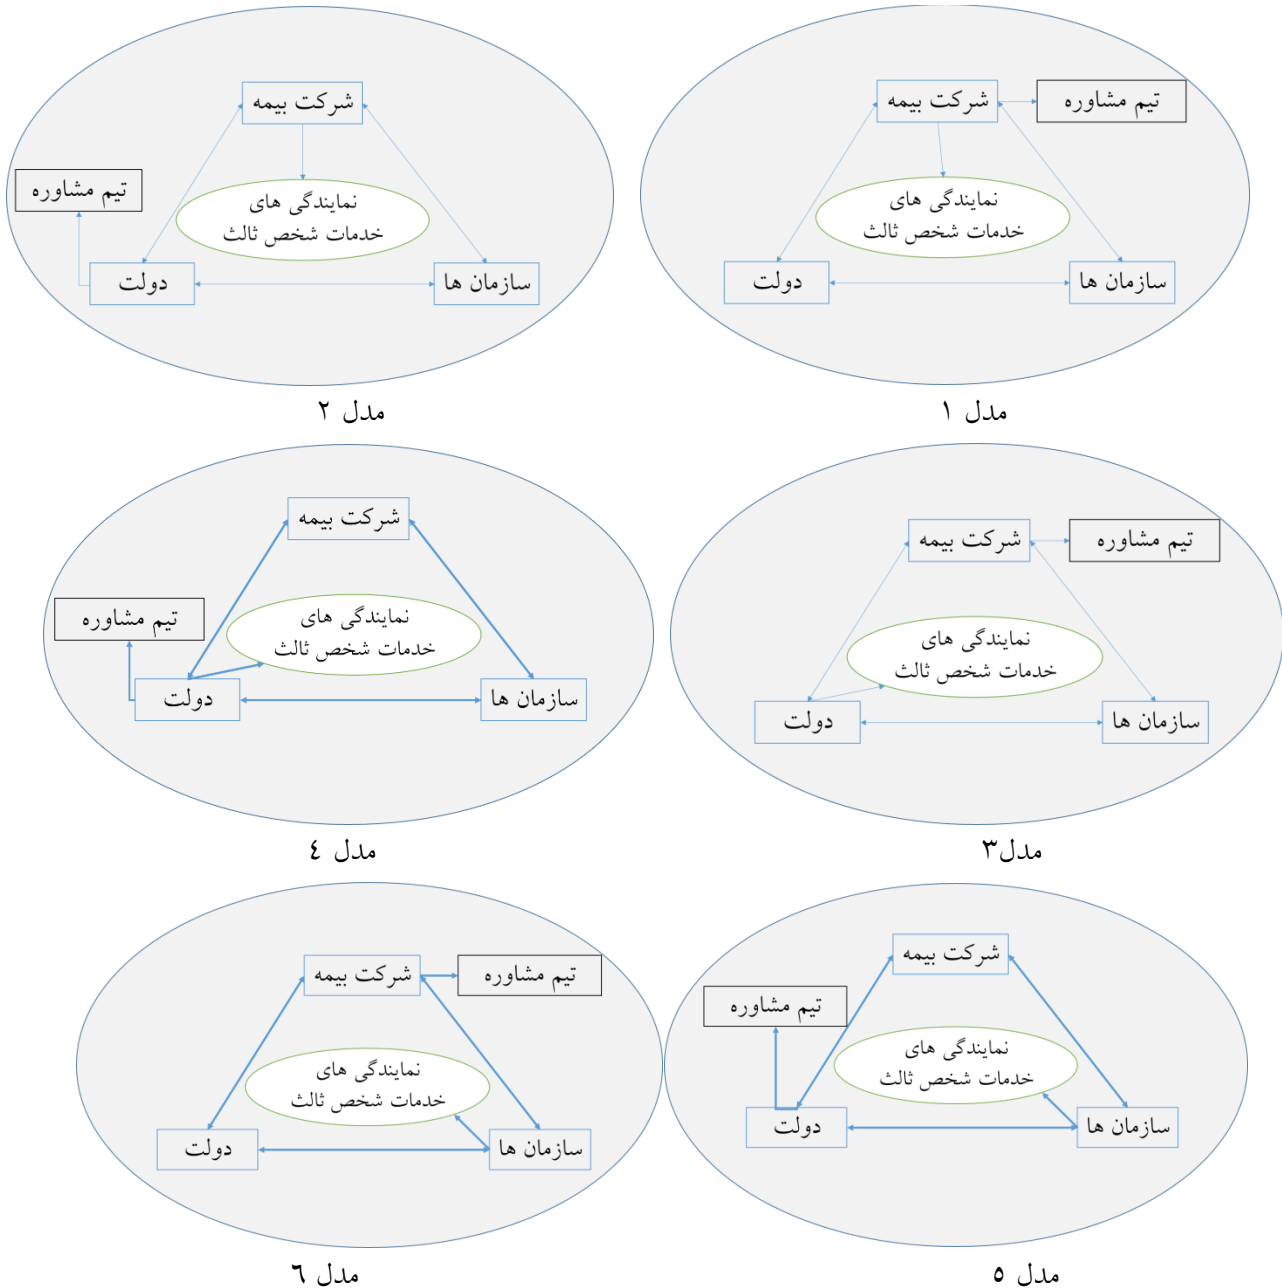 شرکت بیمه
تیم مشاوره
نمایندگی های
خدمات شخص ثالث
دولت
سازمان ها
مدل ۱
شرکت بیمه
تیم مشاوره
نمایندگی های
خدمات شخص ثالث
دولت
سازمان ها
مدل ۲
شرکت بیمه
تیم مشاوره
نمایندگی های
خدمات شخص ثالث
دولت
سازمان ها
مدل۳
شرکت بیمه
تیم مشاوره
نمایندگی های
خدمات شخص ثالث
دولت
سازمان ها
مدل ٤
شرکت بیمه
تیم مشاوره
نمایندگی های
خدمات شخص ثالث
دولت
سازمان ها
مدل ٥
شرکت بیمه
تیم مشاوره
نمایندگی های
خدمات شخص ثالث
دولت
سازمان ها
مدل ٦